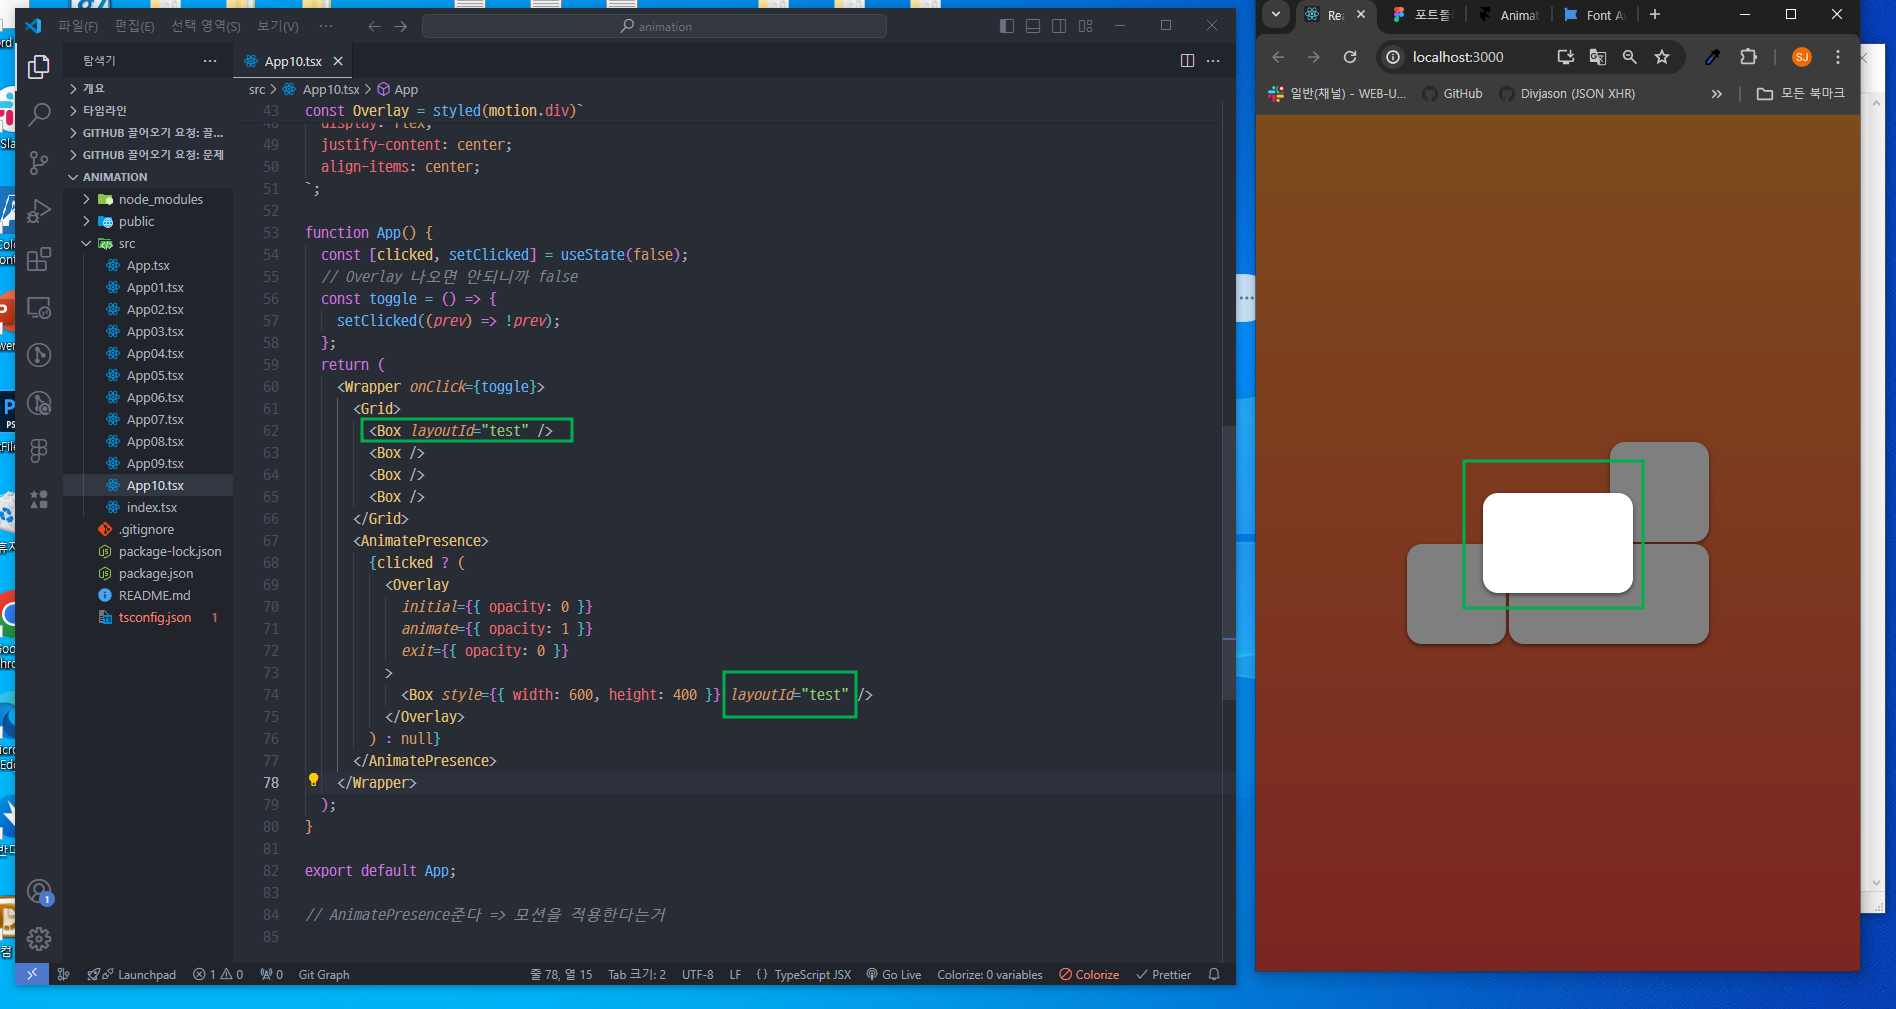 파일(F) 편집(E) 선택 영역(S) 보기(V) ··· animation
탐색기 ···
개요
타임라인
GITHUB 끌어오기 요청: 끌...
GITHUB 끌어오기 요청: 문제
ANIMATION
node_modules
public
src
App.tsx
App01.tsx
App02.tsx
App03.tsx
App04.tsx
App05.tsx
App06.tsx
App07.tsx
App08.tsx
App09.tsx
App10.tsx
index.tsx
.gitignore
package-lock.json
package.json
README.md
tsconfig.json 1
App10.tsx
src > App10.tsx > App
43 const Overlay = styled(motion.div)`
48 display: flex;
49 justify-content: center;
50 align-items: center;
51 `;
52
53 function App() {
54 const [clicked, setClicked] = useState(false);
55 // Overlay 나오면 안되니까 false
56 const toggle = () => {
57 setClicked((prev) => !prev);
58 };
59 return (
60 <Wrapper onClick={toggle}>
61 <Grid>
62 <Box layoutId="test" />
63 <Box />
64 <Box />
65 <Box />
66 </Grid>
67 <AnimatePresence>
68 {clicked ? (
69 <Overlay
70 initial={{ opacity: 0 }}
71 animate={{ opacity: 1 }}
72 exit={{ opacity: 0 }}
73 >
74 <Box style={{ width: 600, height: 400 }} layoutId="test" />
75 </Overlay>
76 ) : null}
77 </AnimatePresence>
78 </Wrapper>
79 );
80 }
81
82 export default App;
83
84 // AnimatePresence준다 => 모션을 적용한다는거
85
1
Launchpad 1 0 0 Git Graph 줄 78, 열 15 Tab 크기: 2 UTF-8 LF {} TypeScript JSX Go Live Colorize: 0 variables Colorize Prettier
Rea 포트폴 Animat Font A
localhost:3000 SJ
일반(채널) - WEB-U... GitHub Divjason (JSON XHR) » 모든 북마크